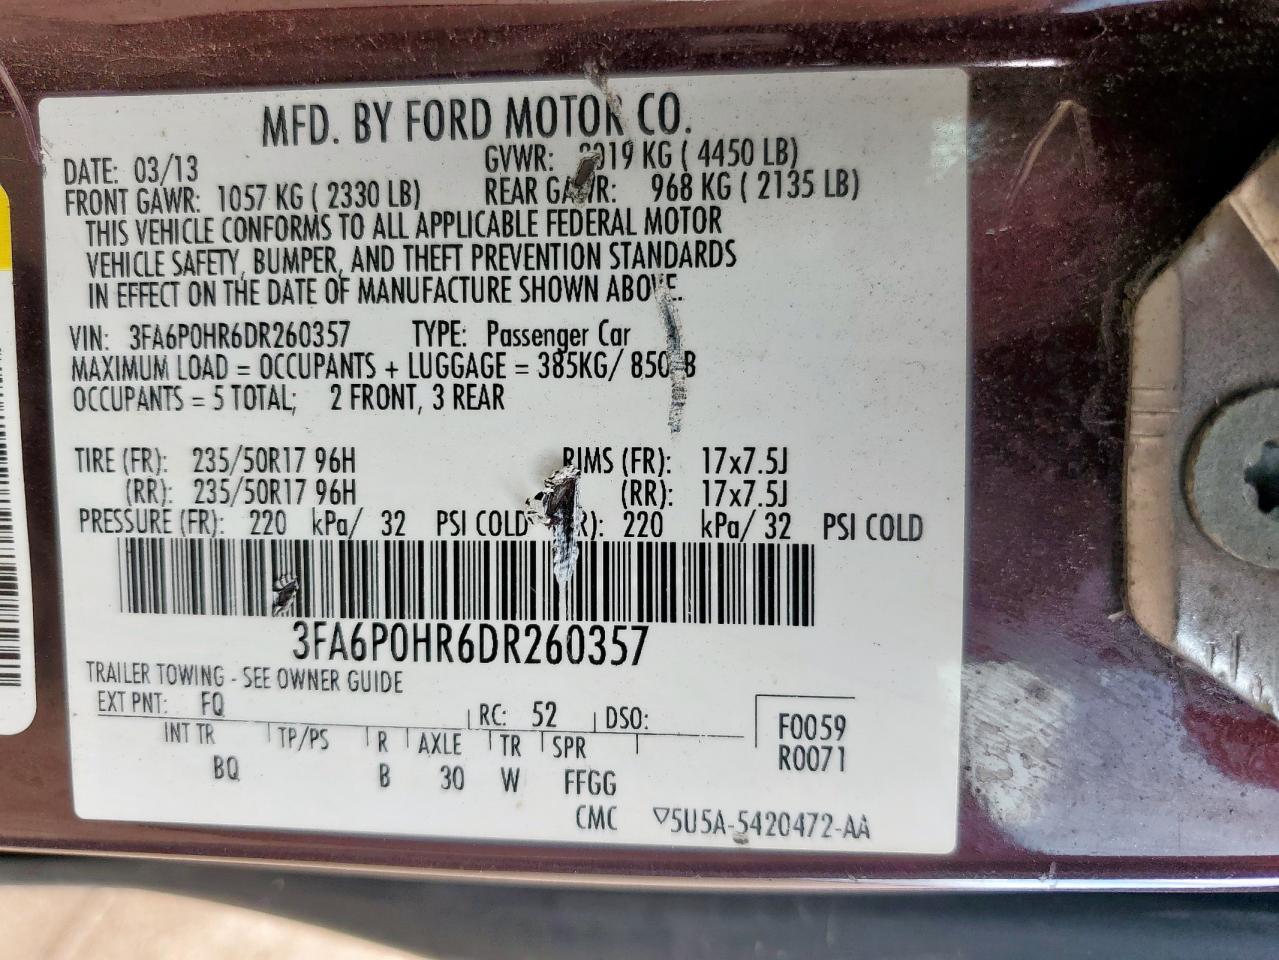 MFD. BY FORD MOTOR CO.
DATE: 03/13 GVWR: 2019 KG ( 4450 LB)
FRONT GAWR: 1057 KG ( 2330 LB) REAR GAWR: 968 KG ( 2135 LB)
THIS VEHICLE CONFORMS TO ALL APPLICABLE FEDERAL MOTOR
VEHICLE SAFETY, BUMPER, AND THEFT PREVENTION STANDARDS
IN EFFECT ON THE DATE OF MANUFACTURE SHOWN ABOVE.
VIN: 3FA6P0HR6DR260357 TYPE: Passenger Car
MAXIMUM LOAD = OCCUPANTS + LUGGAGE = 385KG/ 850LB
OCCUPANTS = 5 TOTAL; 2 FRONT, 3 REAR
TIRE (FR): 235/50R17 96H RIMS (FR): 17x7.5J
(RR): 235/50R17 96H (RR): 17x7.5J
PRESSURE (FR): 220 kPa/ 32 PSI COLD (RR): 220 kPa/ 32 PSI COLD
3FA6P0HR6DR260357
TRAILER TOWING - SEE OWNER GUIDE
EXT PNT: FQ RC: 52 DSO: F0059
INT TR TP/PS R AXLE TR SPR R0071
BQ B 30 W FFGG
CMC ▽5U5A-5420472-AA